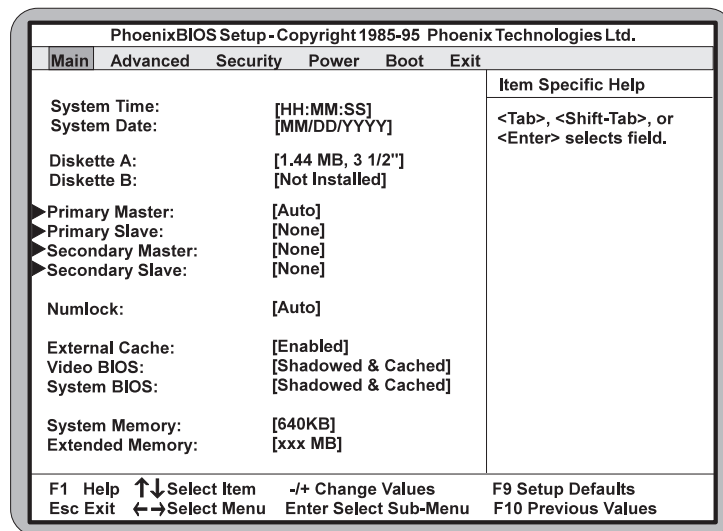 PhoenixBIOS Setup - Copyright 1985-95 Phoenix Technologies Ltd.
Main Advanced Security Power Boot Exit
Item Specific Help
<Tab>, <Shift-Tab>, or
<Enter> selects field.
System Time: [HH:MM:SS]
System Date: [MM/DD/YYYY]
Diskette A: [1.44 MB, 3 1/2"]
Diskette B: [Not Installed]
▶Primary Master: [Auto]
▶Primary Slave: [None]
▶Secondary Master: [None]
▶Secondary Slave: [None]
Numlock: [Auto]
External Cache: [Enabled]
Video BIOS: [Shadowed & Cached]
System BIOS: [Shadowed & Cached]
System Memory: [640KB]
Extended Memory: [xxx MB]
F1 Help ↑↓ Select Item -/+ Change Values F9 Setup Defaults
Esc Exit ←→ Select Menu Enter Select Sub-Menu F10 Previous Values